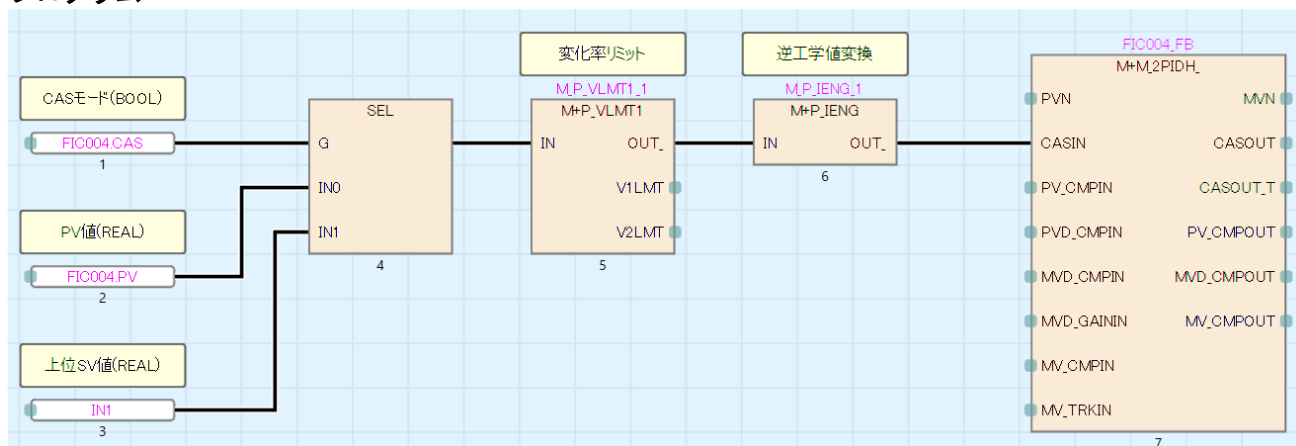 変化率リミット
逆工学値変換
FIC004_FB
M+M_2PIDH_
CASモード(BOOL)
M_P_VLMT1_1
M_P_IENG_1
SEL
M+P_VLMT1
M+P_IENG
PVN
MVN
FIC004.CAS
1
G
IN
OUT_
IN
OUT_
CASIN
CASOUT
6
IN0
V1LMT
PV_CMPIN
CASOUT_T
PV値(REAL)
IN1
V2LMT
PVD_CMPIN
PV_CMPOUT
4
5
FIC004.PV
2
MVD_CMPIN
MVD_CMPOUT
MVD_GAININ
MV_CMPOUT
上位SV値(REAL)
MV_CMPIN
IN1
3
MV_TRKIN
7